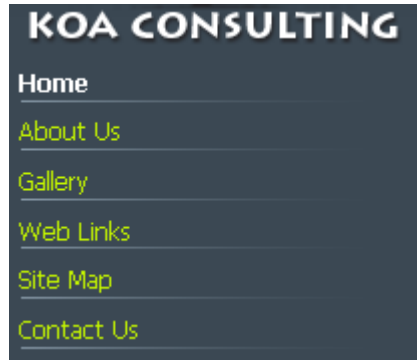 KOA CONSULTING
Home
About Us
Gallery
Web Links
Site Map
Contact Us